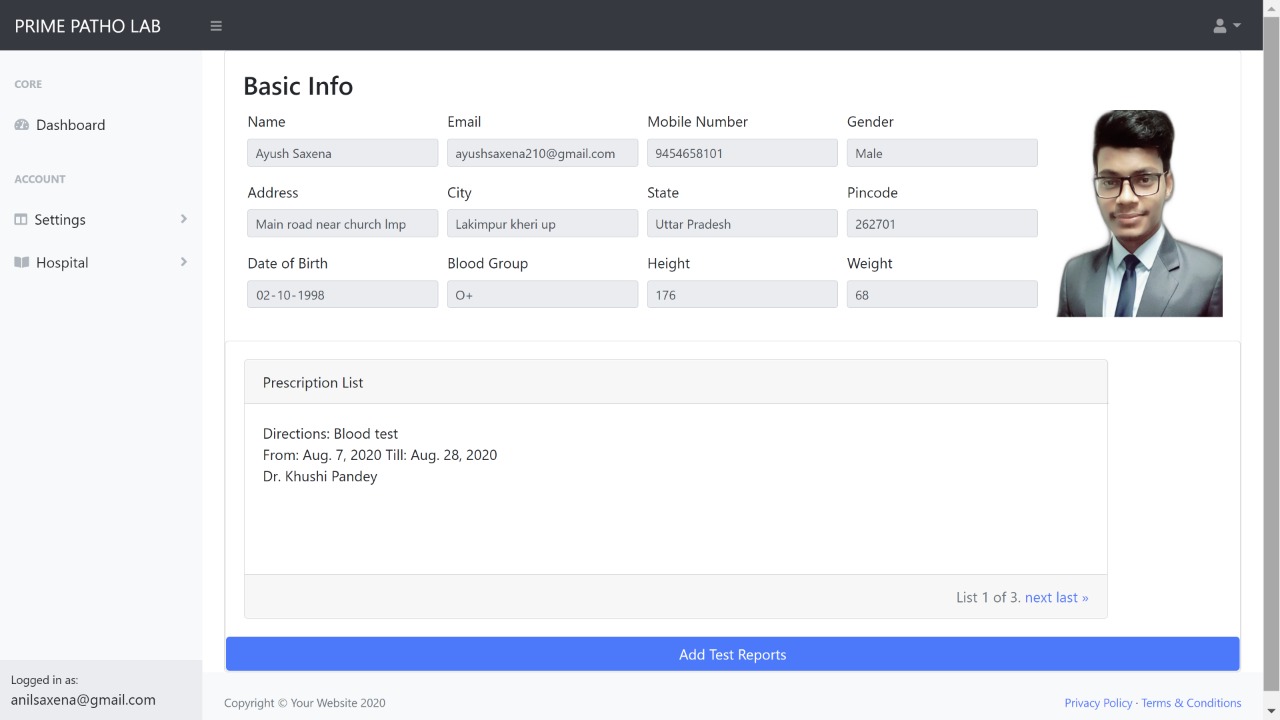 PRIME PATHO LAB
CORE
Dashboard
ACCOUNT
Settings
Hospital
Logged in as:
anilsaxena@gmail.com
Basic Info
Name Email Mobile Number Gender
Ayush Saxena ayushsaxena210@gmail.com 9454658101 Male
Address City State Pincode
Main road near church lmp Lakimpur kheri up Uttar Pradesh 262701
Date of Birth Blood Group Height Weight
02-10-1998 O+ 176 68
Prescription List
Directions: Blood test
From: Aug. 7, 2020 Till: Aug. 28, 2020
Dr. Khushi Pandey
List 1 of 3. next last »
Add Test Reports
Copyright © Your Website 2020 Privacy Policy · Terms & Conditions